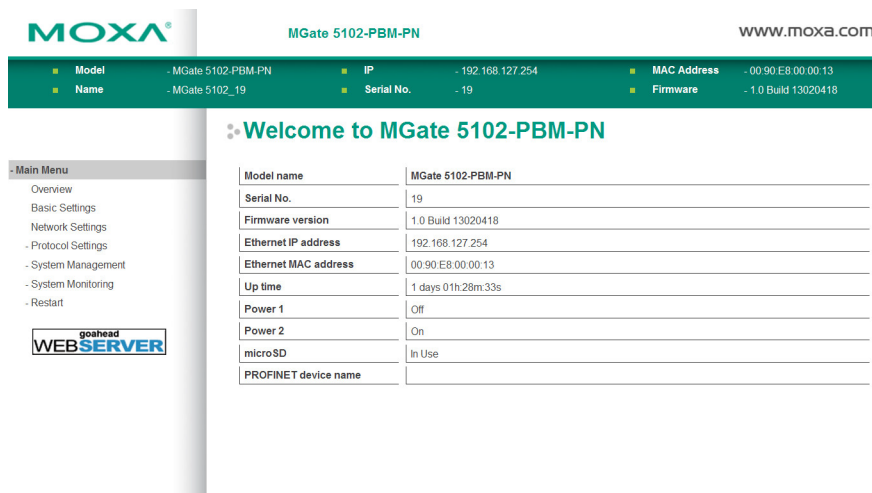 MOXA®
MGate 5102-PBM-PN
www.moxa.com
Model - MGate 5102-PBM-PN IP - 192.168.127.254 MAC Address - 00:90:E8:00:00:13
Name - MGate 5102_19 Serial No. - 19 Firmware - 1.0 Build 13020418
Welcome to MGate 5102-PBM-PN
- Main Menu
Overview
Basic Settings
Network Settings
- Protocol Settings
- System Management
- System Monitoring
- Restart
goahead
WEBSERVER
Model name MGate 5102-PBM-PN
Serial No. 19
Firmware version 1.0 Build 13020418
Ethernet IP address 192.168.127.254
Ethernet MAC address 00:90:E8:00:00:13
Up time 1 days 01h:28m:33s
Power 1 Off
Power 2 On
microSD In Use
PROFINET device name